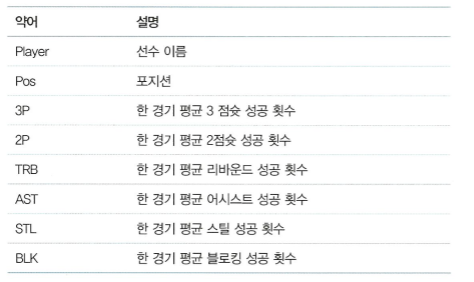 약어 설명
Player 선수 이름
Pos 포지션
3P 한 경기 평균 3 점슛 성공 횟수
2P 한 경기 평균 2점슛 성공 횟수
TRB 한 경기 평균 리바운드 성공 횟수
AST 한 경기 평균 어시스트 성공 횟수
STL 한 경기 평균 스틸 성공 횟수
BLK 한 경기 평균 블로킹 성공 횟수